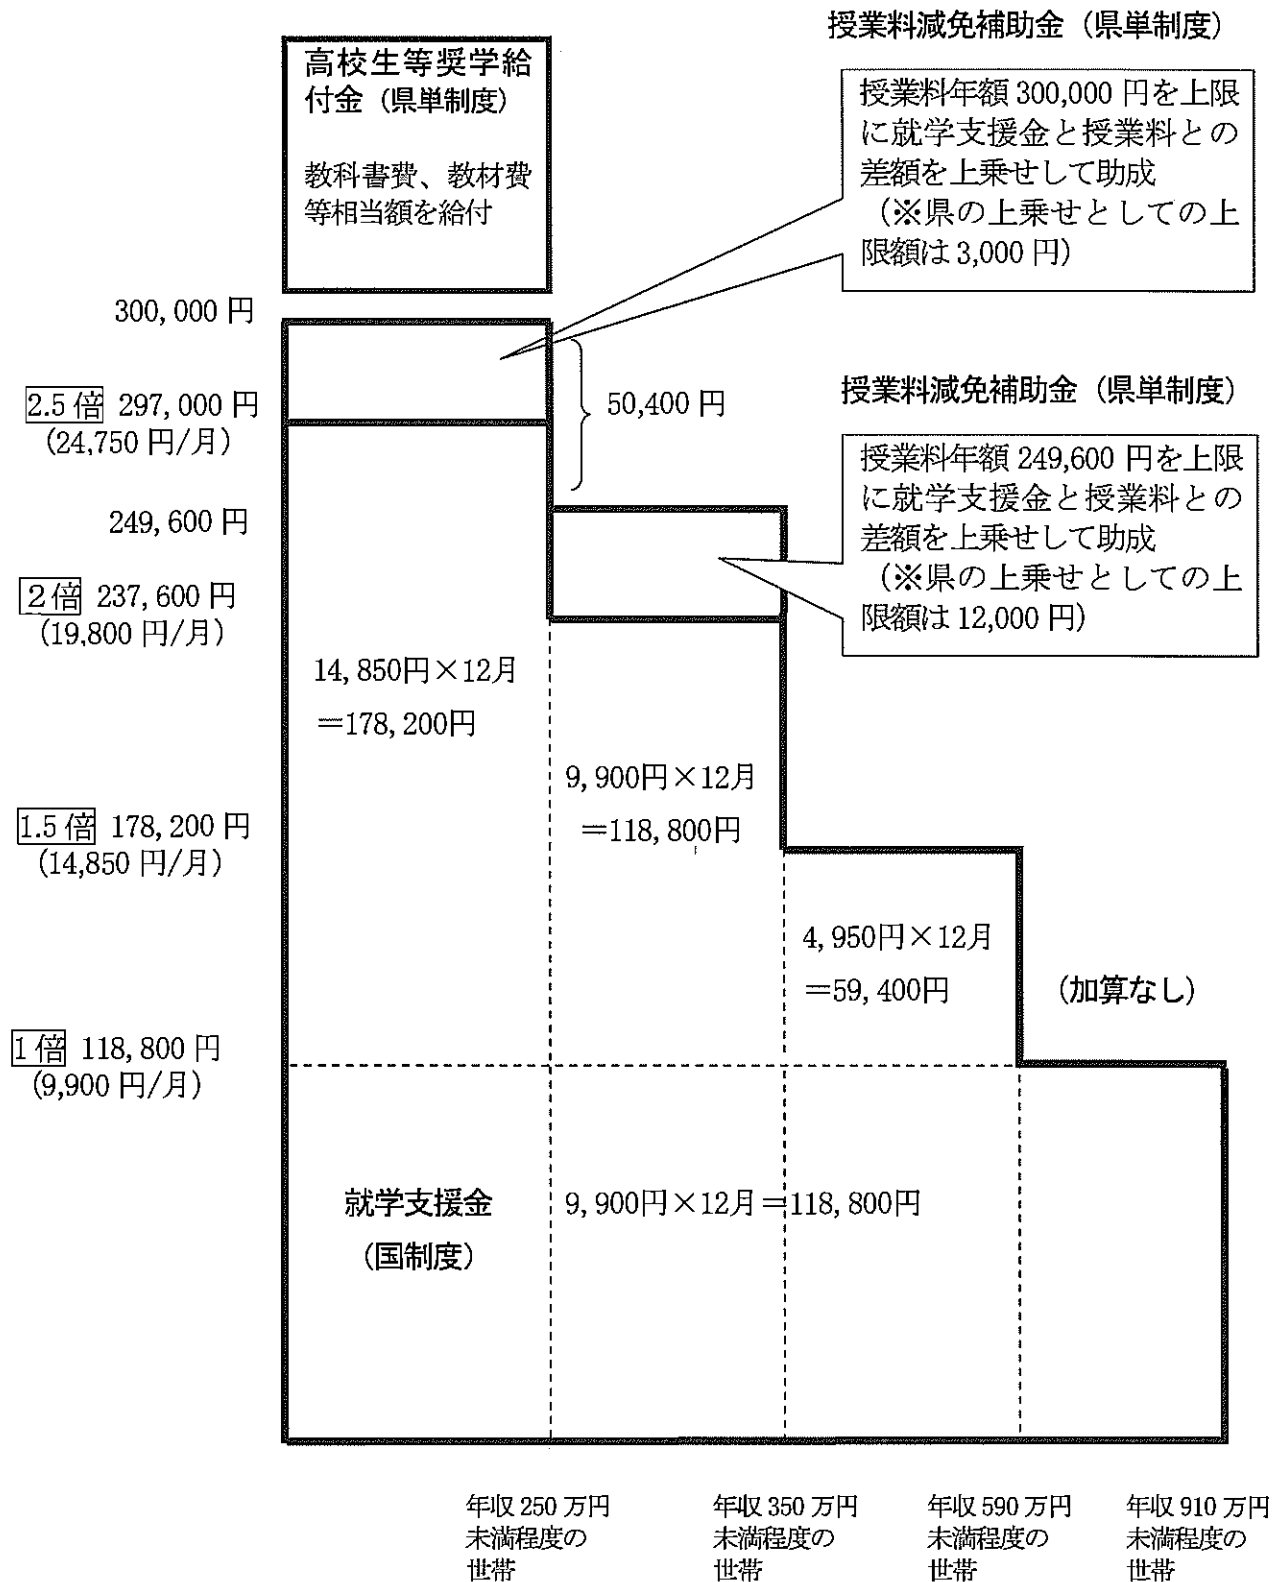 授業料減免補助金（県単制度）
高校生等奨学給
付金（県単制度）
教科書費、教材費
等相当額を給付
授業料年額 300,000 円を上限
に就学支援金と授業料との
差額を上乗せして助成
（※県の上乗せとしての上
限額は 3,000 円）
300,000 円
2.5 倍 297,000 円
（24,750 円/月）
50,400 円
授業料減免補助金（県単制度）
授業料年額 249,600 円を上限
に就学支援金と授業料との
差額を上乗せして助成
（※県の上乗せとしての上
限額は 12,000 円）
249,600 円
2 倍 237,600 円
（19,800 円/月）
14,850円×12月
＝178,200円
9,900円×12月
＝118,800円
1.5 倍 178,200 円
（14,850 円/月）
4,950円×12月
＝59,400円
（加算なし）
1 倍 118,800 円
（9,900 円/月）
就学支援金
（国制度）
9,900円×12月＝118,800円
年収 250 万円
未満程度の
世帯
年収 350 万円
未満程度の
世帯
年収 590 万円
未満程度の
世帯
年収 910 万円
未満程度の
世帯